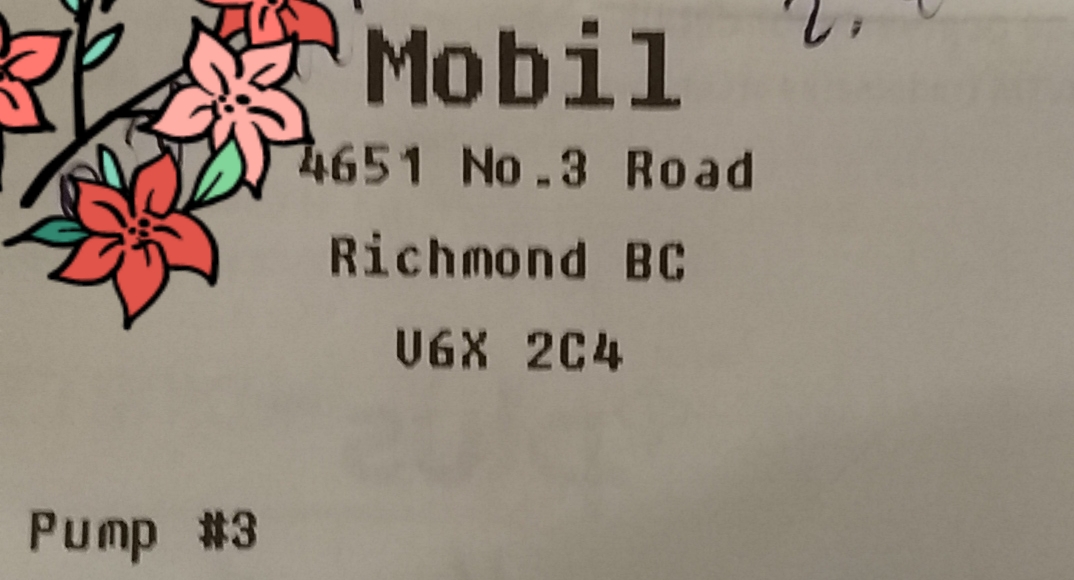 Mobil
4651 No.3 Road
Richmond BC
V6X 2C4
Pump #3